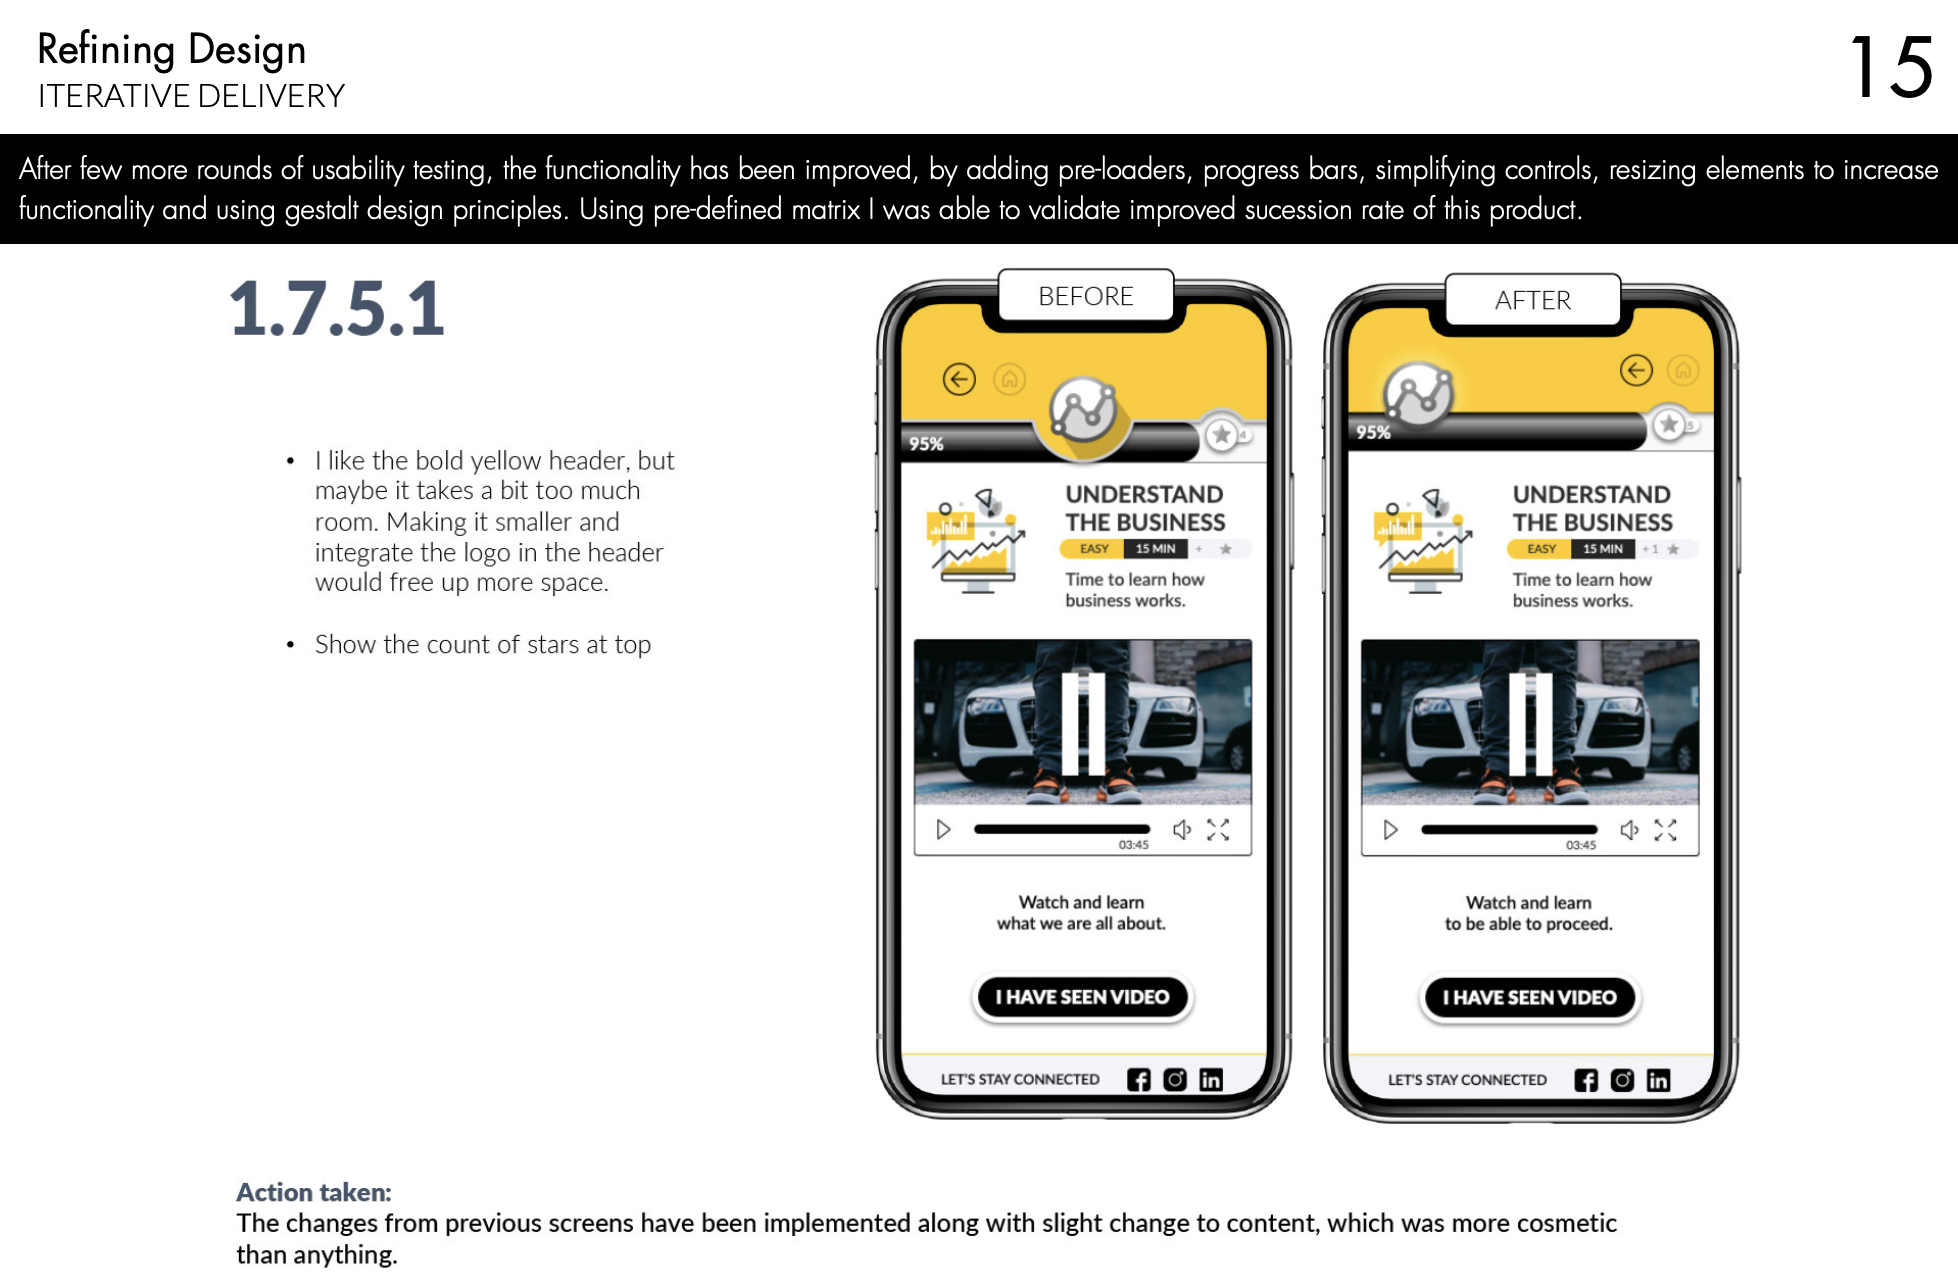 Refining Design
ITERATIVE DELIVERY
15
After few more rounds of usability testing, the functionality has been improved, by adding pre-loaders, progress bars, simplifying controls, resizing elements to increase
functionality and using gestalt design principles. Using pre-defined matrix I was able to validate improved sucession rate of this product.
1.7.5.1
• I like the bold yellow header, but
maybe it takes a bit too much
room. Making it smaller and
integrate the logo in the header
would free up more space.
• Show the count of stars at top
BEFORE
95%
4
UNDERSTAND
THE BUSINESS
EASY 15 MIN +
Time to learn how
business works.
03:45
Watch and learn
what we are all about.
I HAVE SEEN VIDEO
LET'S STAY CONNECTED
AFTER
95%
5
UNDERSTAND
THE BUSINESS
EASY 15 MIN +1
Time to learn how
business works.
03:45
Watch and learn
to be able to proceed.
I HAVE SEEN VIDEO
LET'S STAY CONNECTED
Action taken:
The changes from previous screens have been implemented along with slight change to content, which was more cosmetic
than anything.